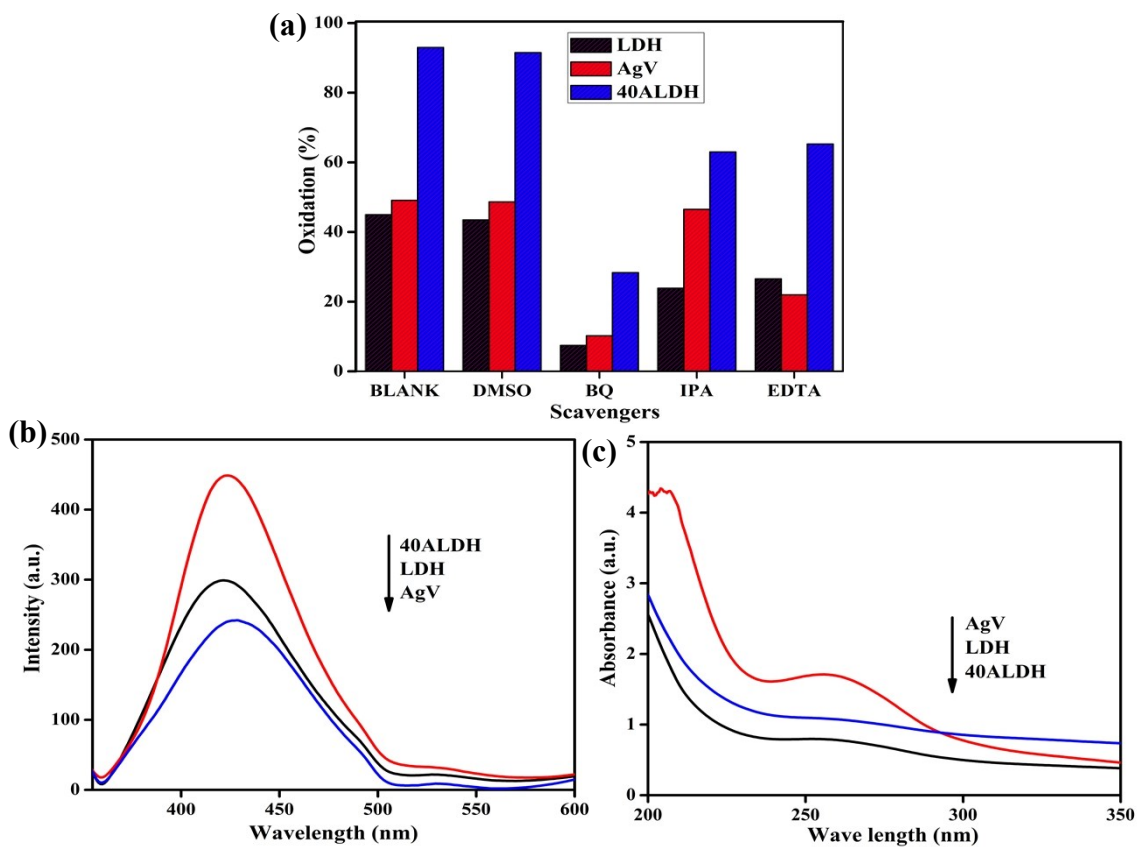 (a)
100
80
60
40
20
0
Oxidation (%)
LDH
AgV
40ALDH
BLANK DMSO BQ IPA EDTA
Scavengers
(b)
500
400
300
200
100
0
Intensity (a.u.)
40ALDH
LDH
AgV
400 450 500 550 600
Wavelength (nm)
(c)
5
4
3
2
1
0
Absorbance (a.u.)
AgV
LDH
40ALDH
200 250 300 350
Wave length (nm)